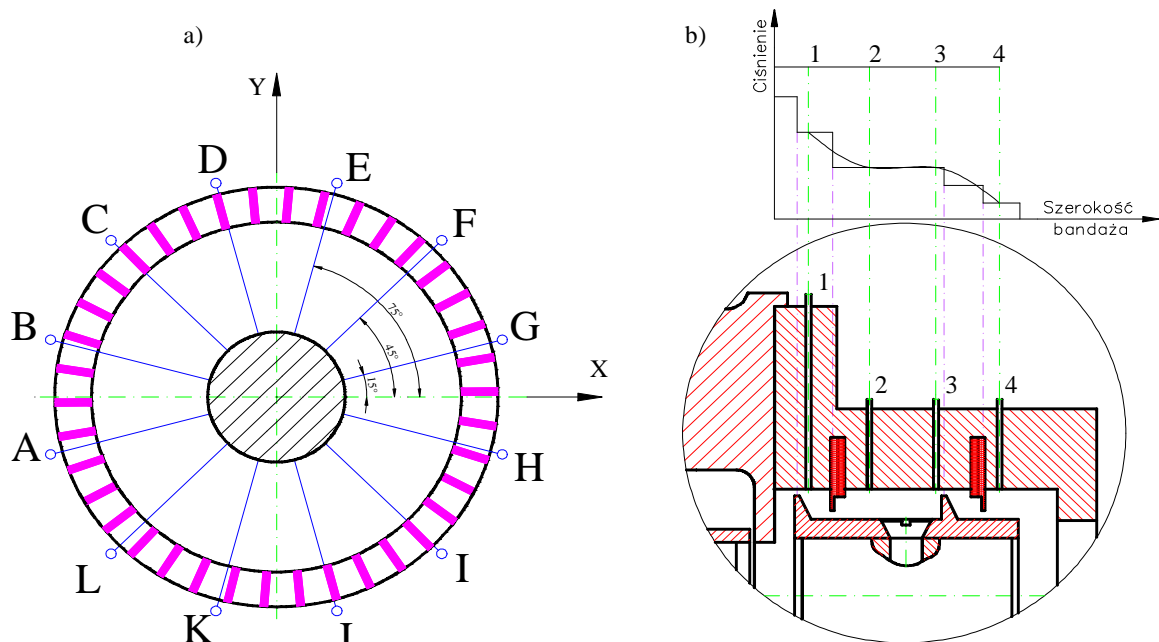 a)
Y
X
D
E
C
F
B
G
A
H
L
I
K
J
75°
45°
15°
b)
Ciśnienie
1
2
3
4
Szerokość
bandaża
1
2
3
4